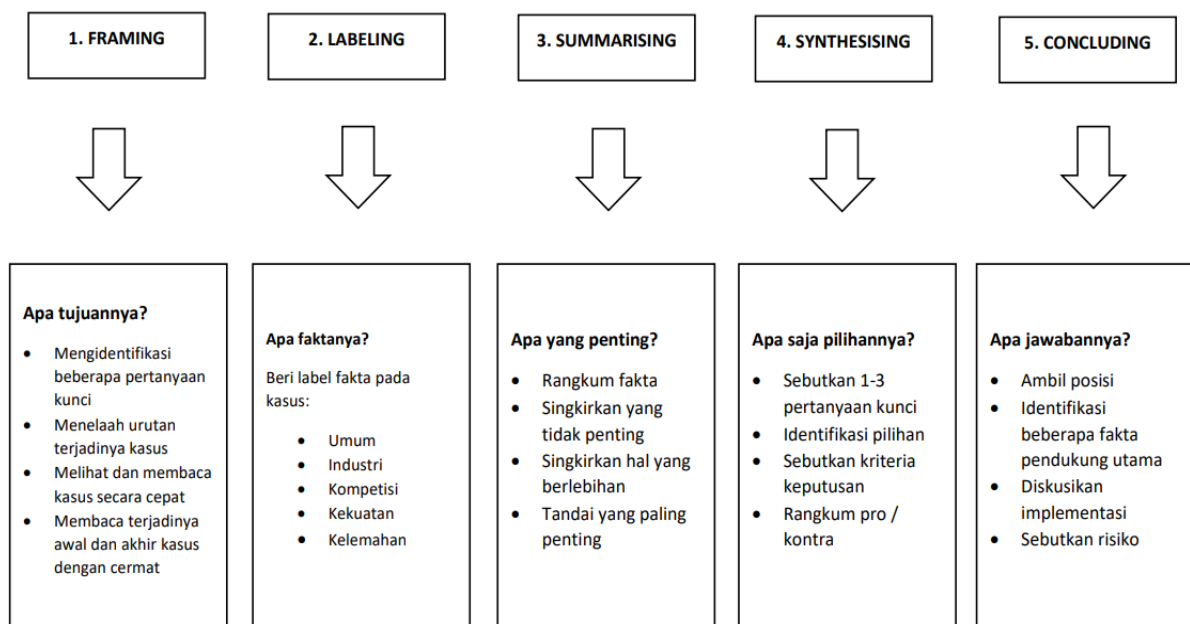 1. FRAMING
2. LABELING
3. SUMMARISING
4. SYNTHESISING
5. CONCLUDING
Apa tujuannya?
• Mengidentifikasi
beberapa pertanyaan
kunci
• Menelaah urutan
terjadinya kasus
• Melihat dan membaca
kasus secara cepat
• Membaca terjadinya
awal dan akhir kasus
dengan cermat
Apa faktanya?
Beri label fakta pada
kasus:
• Umum
• Industri
• Kompetisi
• Kekuatan
• Kelemahan
Apa yang penting?
• Rangkum fakta
• Singkirkan yang
tidak penting
• Singkirkan hal yang
berlebihan
• Tandai yang paling
penting
Apa saja pilihannya?
• Sebutkan 1-3
pertanyaan kunci
• Identifikasi pilihan
• Sebutkan kriteria
keputusan
• Rangkum pro /
kontra
Apa jawabannya?
• Ambil posisi
• Identifikasi
beberapa fakta
pendukung utama
• Diskusikan
implementasi
• Sebutkan risiko